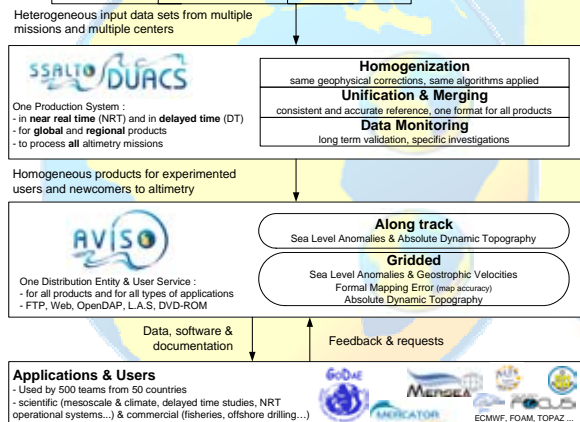 Heterogeneous input data sets from multiple
missions and multiple centers
SSALTO DUACS
One Production System :
- in near real time (NRT) and in delayed time (DT)
- for global and regional products
- to process all altimetry missions
Homogenization
same geophysical corrections, same algorithms applied
Unification & Merging
consistent and accurate reference, one format for all products
Data Monitoring
long term validation, specific investigations
Homogeneous products for experimented
users and newcomers to altimetry
AVISO
One Distribution Entity & User Service :
- for all products and for all types of applications
- FTP, Web, OpenDAP, L.A.S, DVD-ROM
Along track
Sea Level Anomalies & Absolute Dynamic Topography
Gridded
Sea Level Anomalies & Geostrophic Velocities
Formal Mapping Error (map accuracy)
Absolute Dynamic Topography
Data, software &
documentation
Feedback & requests
Applications & Users
- Used by 500 teams from 50 countries
- scientific (mesoscale & climate, delayed time studies, NRT
operational systems...) & commercial (fisheries, offshore drilling…)
GODAE
MERSEA
MERCATOR
FOCUS
ECMWF, FOAM, TOPAZ ...